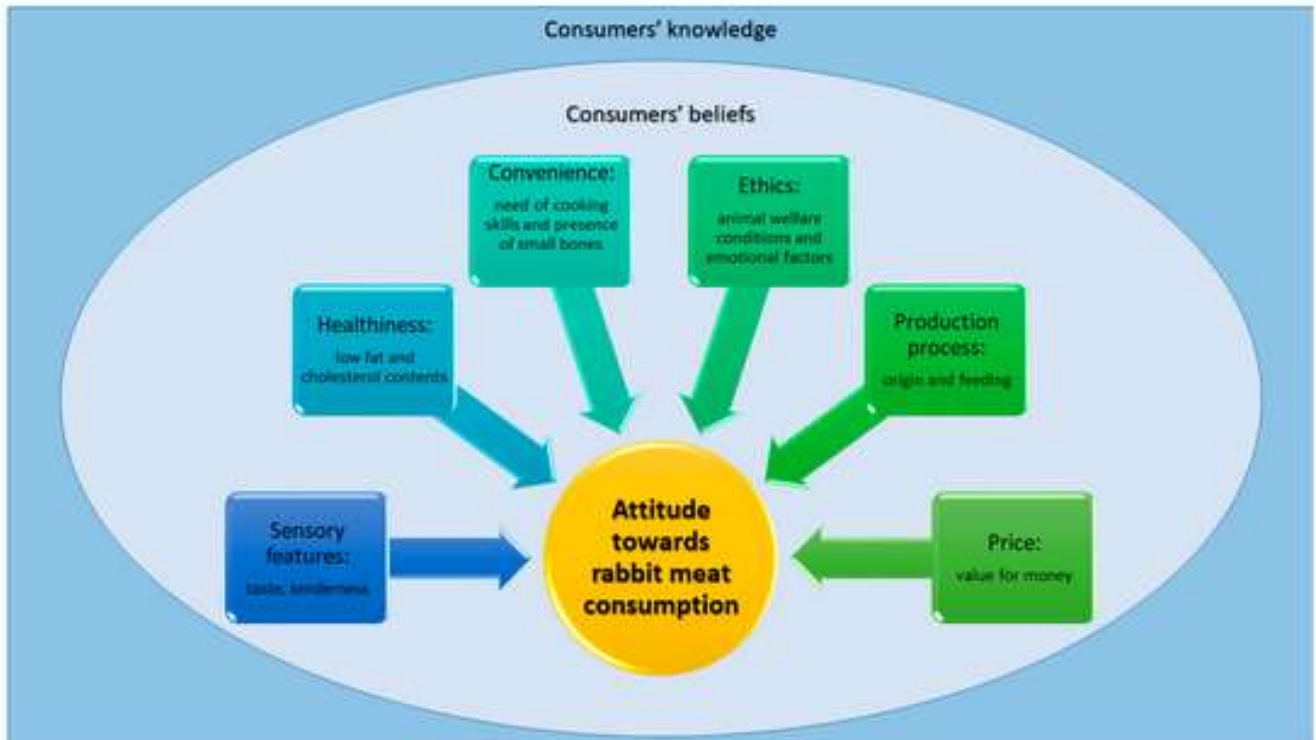 Consumers' knowledge
Consumers' beliefs
Convenience:
need of cooking
skills and presence
of small bones
Ethics:
animal welfare
conditions and
emotional factors
Healthiness:
low fat and
cholesterol contents
Production
process:
origin and feeding
Sensory
features:
taste, tenderness
Attitude
towards
rabbit meat
consumption
Price:
value for money